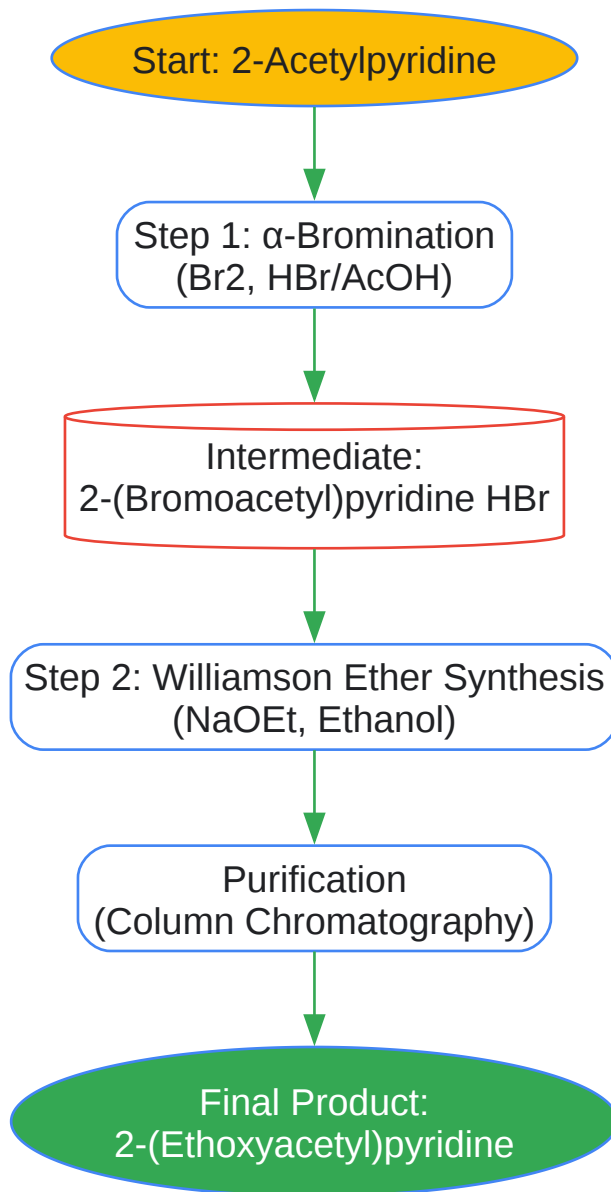 Start: 2-Acetylpyridine
Step 1: α-Bromination
(Br2, HBr/AcOH)
Intermediate:
2-(Bromoacetyl)pyridine HBr
Step 2: Williamson Ether Synthesis
(NaOEt, Ethanol)
Purification
(Column Chromatography)
Final Product:
2-(Ethoxyacetyl)pyridine